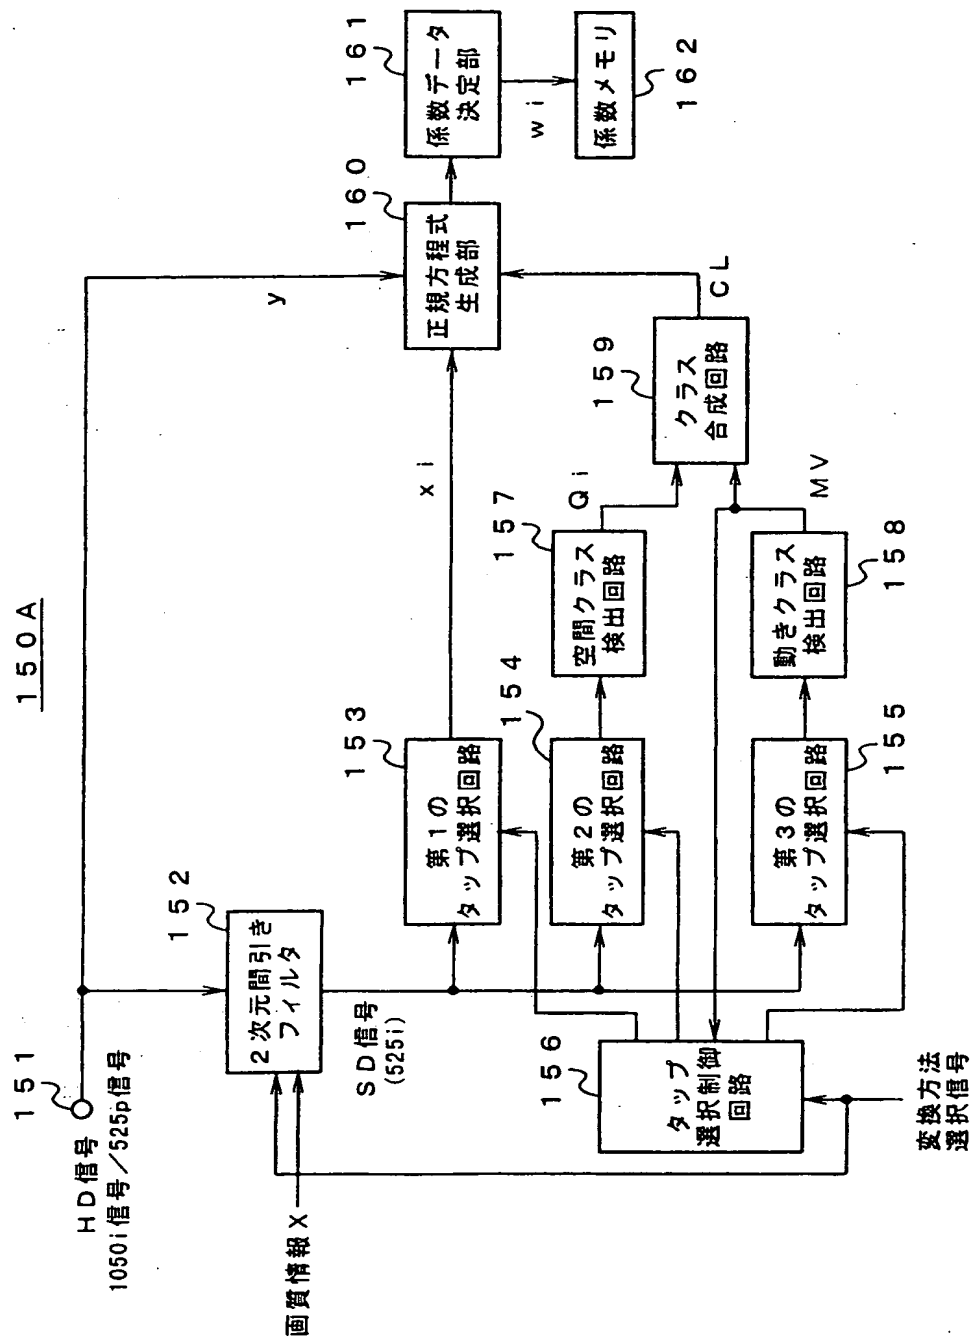 150A
151
HD信号
1050i信号/525p信号
画質情報X
152
2次元間引き
フィルタ
SD信号
(525i)
153
第1の
タップ選択回路
154
第2の
タップ選択回路
第3の
タップ選択回路
155
156
タップ
選択制御
回路
変換方法
選択信号
157
空間クラス
検出回路
動きクラス
検出回路
158
xi
Qi
MV
159
クラス
合成回路
CL
y
160
正規方程式
生成部
161
係数データ
決定部
wi
係数メモリ
162